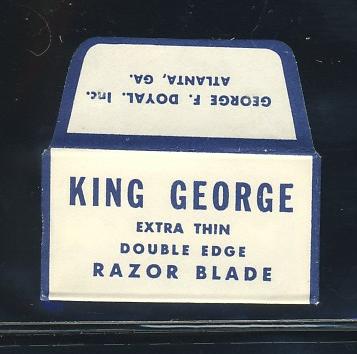 GEORGE F. DOYAL. Inc.
ATLANTA, GA.
KING GEORGE
EXTRA THIN
DOUBLE EDGE
RAZOR BLADE